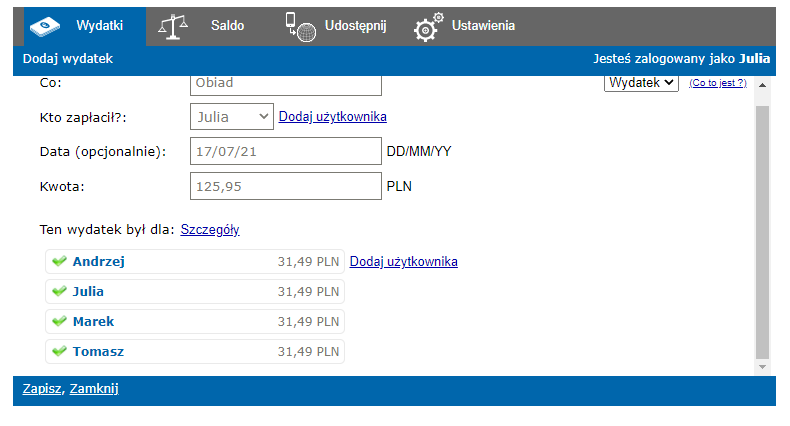 Wydatki Saldo Udostępnij Ustawienia
Dodaj wydatek Jesteś zalogowany jako Julia
Co: Obiad Wydatek (Co to jest ?)
Kto zapłacił?: Julia Dodaj użytkownika
Data (opcjonalnie): 17/07/21 DD/MM/YY
Kwota: 125,95 PLN
Ten wydatek był dla: Szczegóły
Andrzej 31,49 PLN Dodaj użytkownika
Julia 31,49 PLN
Marek 31,49 PLN
Tomasz 31,49 PLN
Zapisz, Zamknij